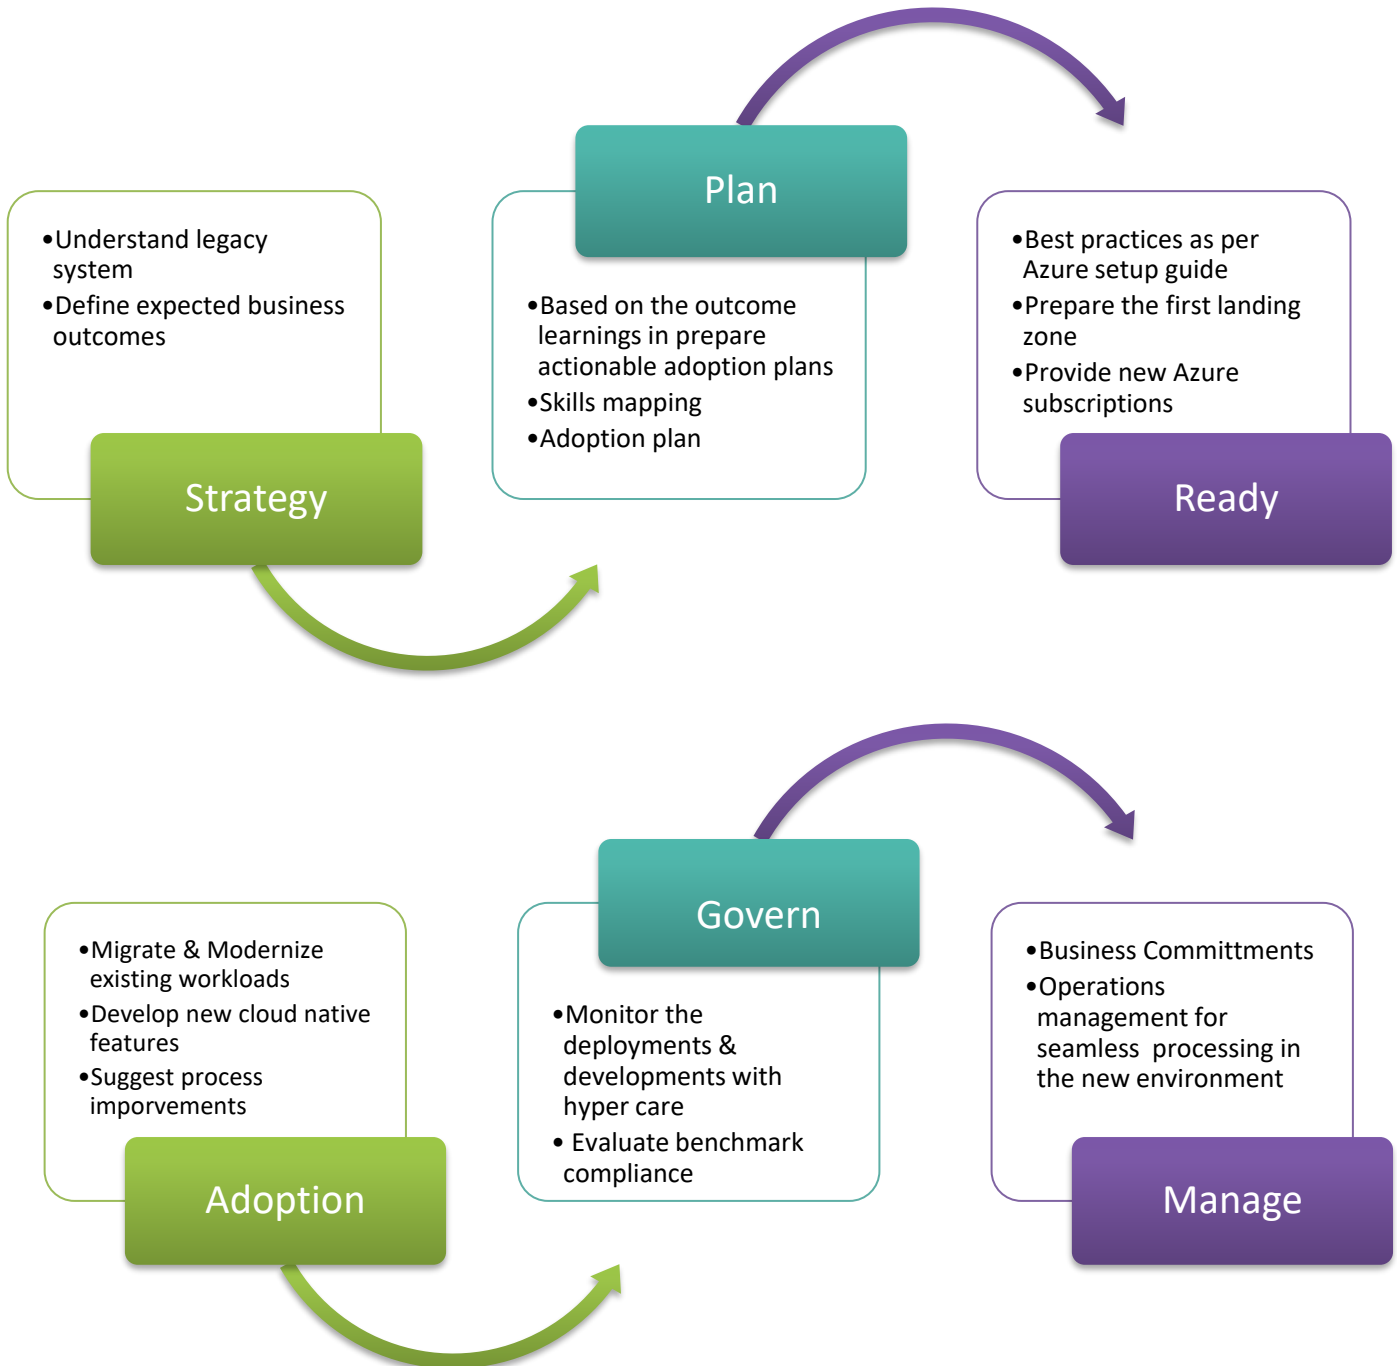 •Understand legacy
system
•Define expected business
outcomes
Strategy
Plan
•Based on the outcome
learnings in prepare
actionable adoption plans
•Skills mapping
•Adoption plan
•Best practices as per
Azure setup guide
•Prepare the first landing
zone
•Provide new Azure
subscriptions
Ready
•Migrate & Modernize
existing workloads
•Develop new cloud native
features
•Suggest process
imporvements
Adoption
Govern
•Monitor the
deployments &
developments with
hyper care
• Evaluate benchmark
compliance
•Business Committments
•Operations
management for
seamless  processing in
the new environment
Manage